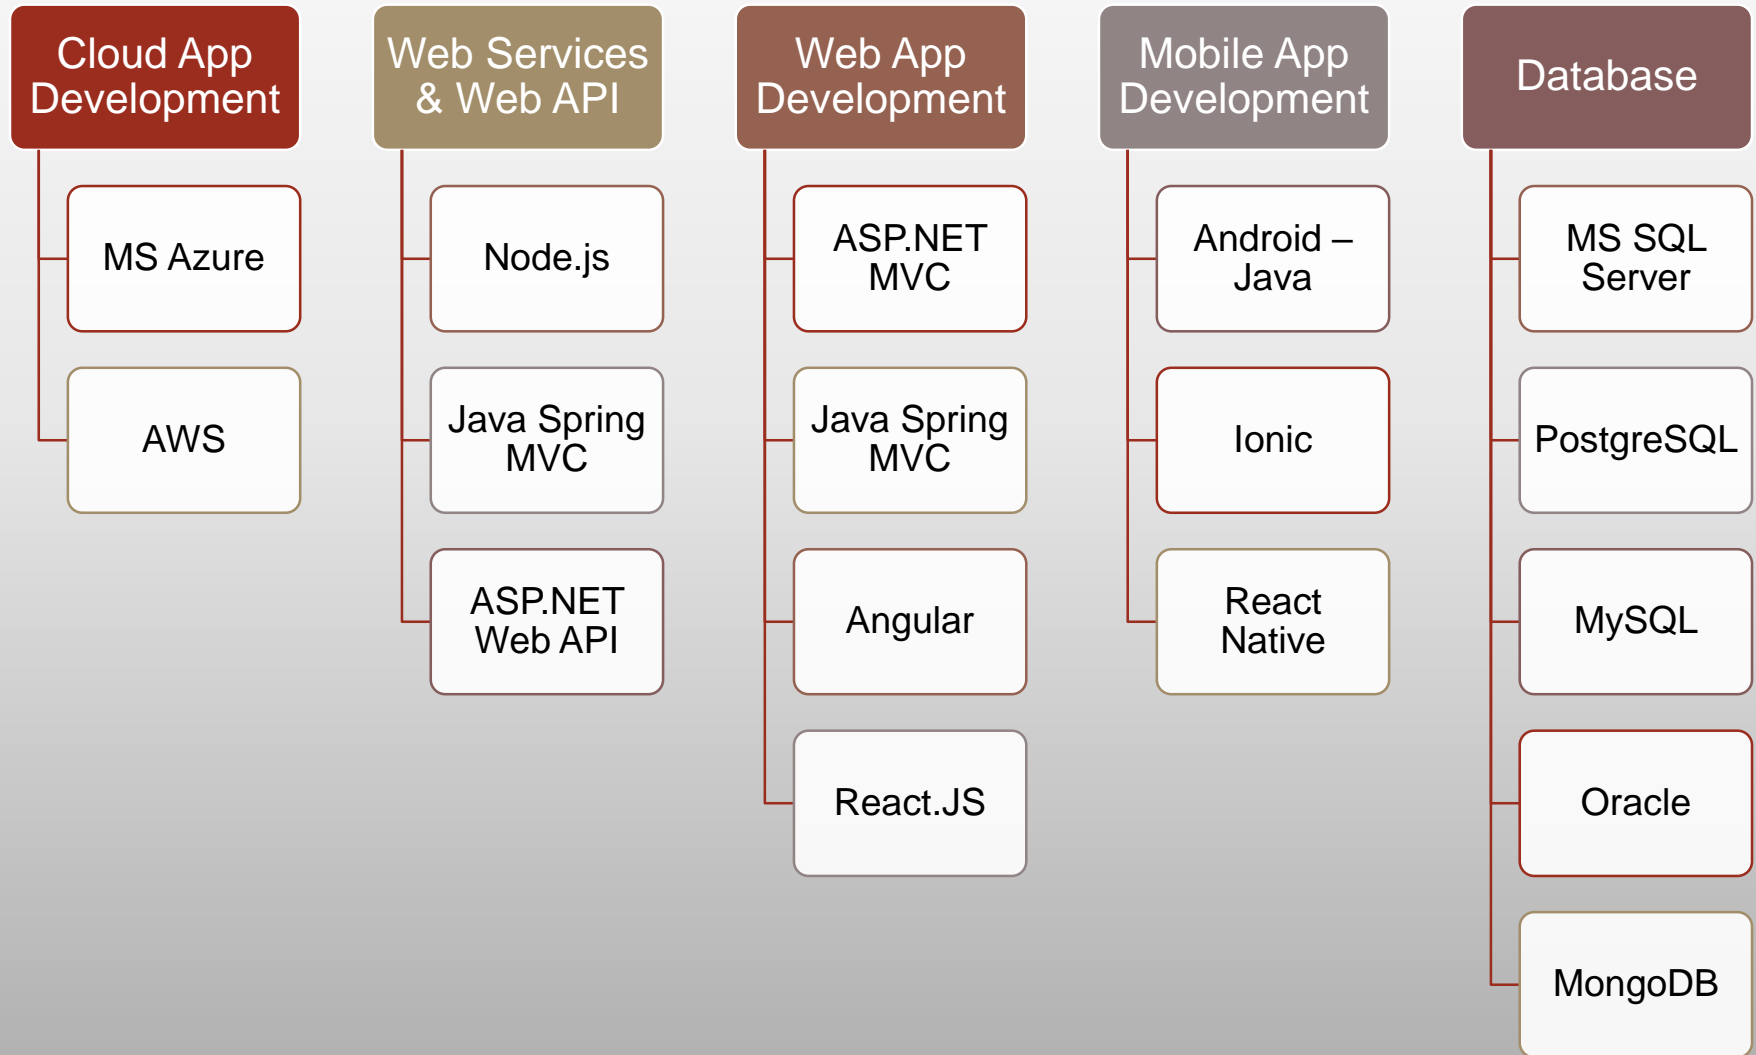 Cloud App
Development
MS Azure
AWS
Web Services
& Web API
Node.js
Java Spring
MVC
ASP.NET
Web API
Web App
Development
ASP.NET
MVC
Java Spring
MVC
Angular
React.JS
Mobile App
Development
Android –
Java
Ionic
React
Native
Database
MS SQL
Server
PostgreSQL
MySQL
Oracle
MongoDB